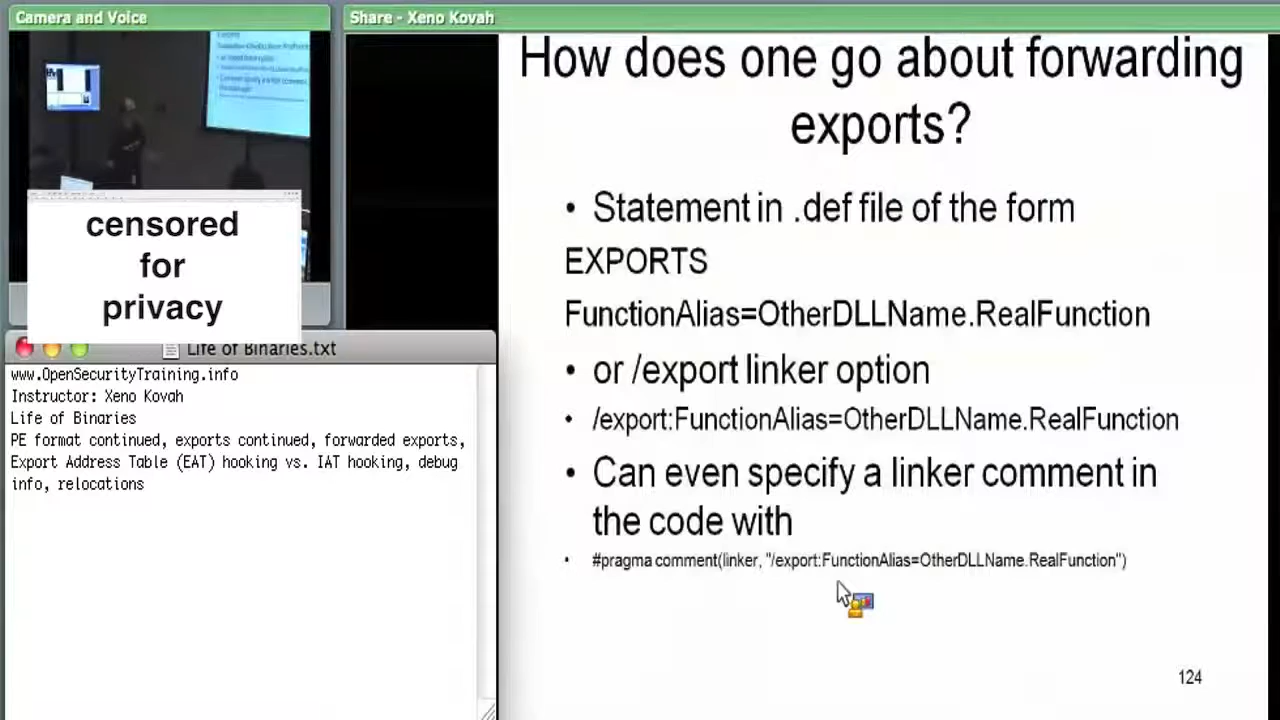 Camera and Voice
Share - Xeno Kovah
censored
for
privacy
Life of Binaries.txt
www.OpenSecurityTraining.info
Instructor: Xeno Kovah
Life of Binaries
PE format continued, exports continued, forwarded exports,
Export Address Table (EAT) hooking vs. IAT hooking, debug
info, relocations
How does one go about forwarding
exports?
• Statement in .def file of the form
EXPORTS
FunctionAlias=OtherDLLName.RealFunction
• or /export linker option
• /export:FunctionAlias=OtherDLLName.RealFunction
• Can even specify a linker comment in
the code with
• #pragma comment(linker, "/export:FunctionAlias=OtherDLLName.RealFunction")
124